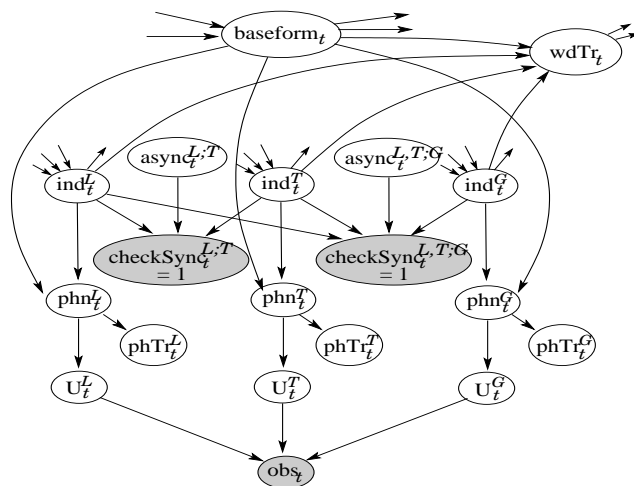 baseform_t
wdTr_t
async_t^{L;T}
async_t^{L,T;G}
ind_t^L
ind_t^T
ind_t^G
checkSync_t^{L;T}
= 1
checkSync_t^{L,T;G}
= 1
phn_t^L
phn_t^T
phn_t^G
phTr_t^L
phTr_t^T
phTr_t^G
U_t^L
U_t^T
U_t^G
obs_t